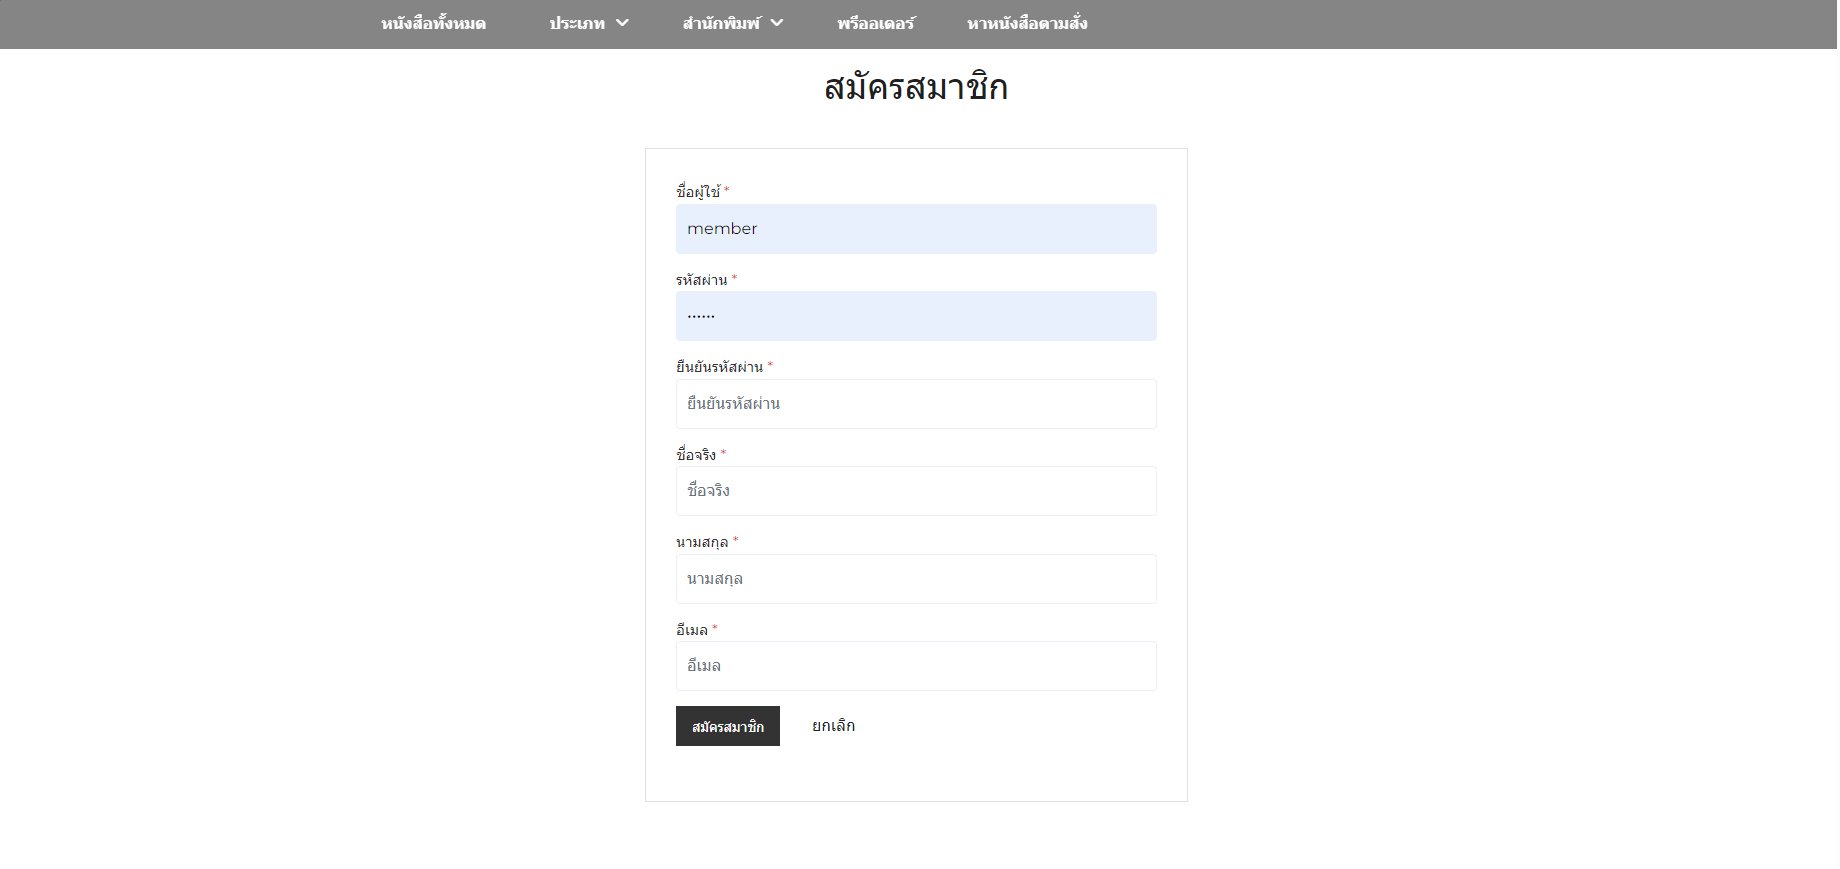 หนังสือทั้งหมด ประเภท สำนักพิมพ์ พรีออเดอร์ หาหนังสือตามสั่ง
สมัครสมาชิก
ชื่อผู้ใช้ *
member
รหัสผ่าน *
······
ยืนยันรหัสผ่าน *
ยืนยันรหัสผ่าน
ชื่อจริง *
ชื่อจริง
นามสกุล *
นามสกุล
อีเมล *
อีเมล
สมัครสมาชิก ยกเลิก